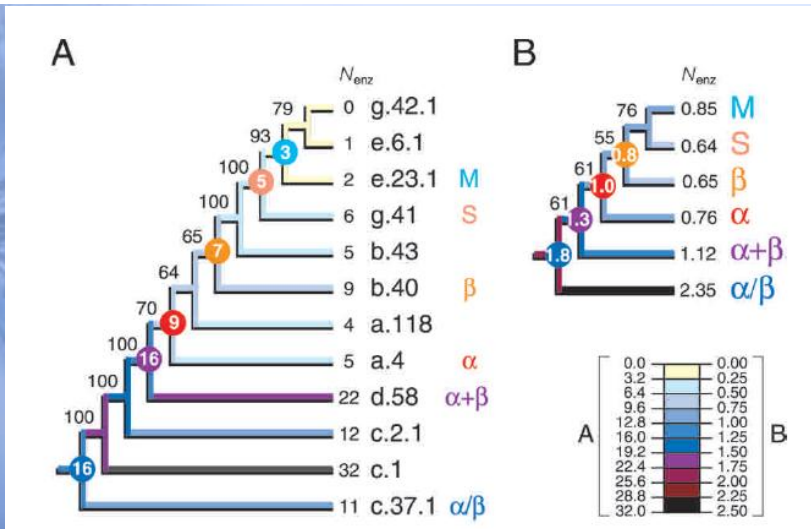 A
N enz
79 0 g.42.1
93 1 e.6.1
3
100 2 e.23.1 M
5
100 6 g.41 S
65 5 b.43
7
64 9 b.40 β
70 4 a.118
9
100 5 a.4 α
16
100 22 d.58 α+β
100 12 c.2.1
32 c.1
16
11 c.37.1 α/β
B
N enz
76 0.85 M
55 0.64 S
0.8
61 0.65 β
1.0
61 0.76 α
1.3
1.12 α+β
1.8
2.35 α/β
A B
0.0 0.00
3.2 0.25
6.4 0.50
9.6 0.75
12.8 1.00
16.0 1.25
19.2 1.50
22.4 1.75
25.6 2.00
28.8 2.25
32.0 2.50